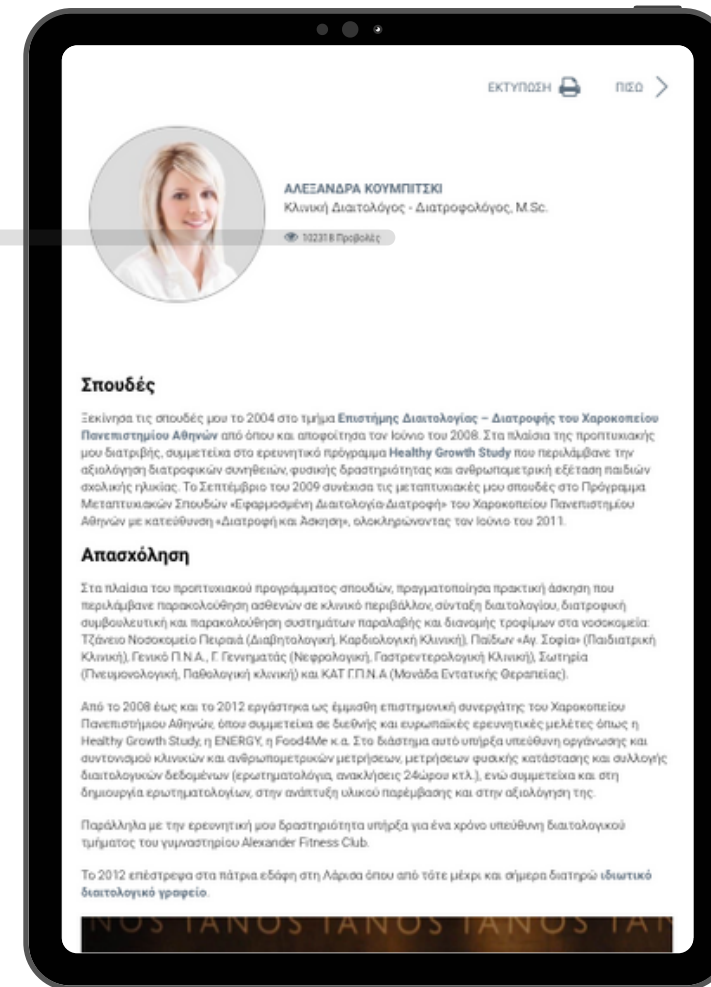 ΕΚΤΥΠΩΣΗ ΠΙΣΩ
ΑΛΕΞΑΝΔΡΑ ΚΟΥΜΠΙΤΣΚΙ
Κλινική Διαιτολόγος - Διατροφολόγος, M.Sc.
102318 Προβολές
Σπουδές
Ξεκίνησα τις σπουδές μου το 2004 στο τμήμα Επιστήμης Διαιτολογίας – Διατροφής του Χαροκοπείου
Πανεπιστημίου Αθηνών από όπου και αποφοίτησα τον Ιούνιο του 2008. Στα πλαίσια της προπτυχιακής
μου διατριβής, συμμετείχα στο ερευνητικό πρόγραμμα Healthy Growth Study που περιλάμβανε την
αξιολόγηση διατροφικών συνηθειών, φυσικής δραστηριότητας και ανθρωπομετρική εξέταση παιδιών
σχολικής ηλικίας. Το Σεπτέμβριο του 2009 συνέχισα τις μεταπτυχιακές μου σπουδές στο Πρόγραμμα
Μεταπτυχιακών Σπουδών «Εφαρμοσμένη Διαιτολογία-Διατροφή» του Χαροκοπείου Πανεπιστημίου
Αθηνών με κατεύθυνση «Διατροφή και Άσκηση», ολοκληρώνοντας τον Ιούνιο του 2011.
Απασχόληση
Στα πλαίσια του προπτυχιακού προγράμματος σπουδών, πραγματοποίησα πρακτική άσκηση που
περιλάμβανε παρακολούθηση ασθενών σε κλινικό περιβάλλον, σύνταξη διαιτολογίου, διατροφική
συμβουλευτική και παρακολούθηση συστημάτων παραλαβής και διανομής τροφίμων στα νοσοκομεία:
Τζάνειο Νοσοκομείο Πειραιά (Διαβητολογική, Καρδιολογική Κλινική), Παίδων «Αγ. Σοφία» (Παιδιατρική
Κλινική), Γενικό Π.Ν.Α., Γ. Γεννηματάς (Νεφρολογική, Γαστρεντερολογική Κλινική), Σωτηρία
(Πνευμονολογική, Παθολογική κλινική) και ΚΑΤ Γ.Π.Ν.Α (Μονάδα Εντατικής Θεραπείας).
Από το 2008 έως και το 2012 εργάστηκα ως έμμισθη επιστημονική συνεργάτης του Χαροκοπείου
Πανεπιστήμιου Αθηνών, όπου συμμετείχα σε διεθνής και ευρωπαϊκές ερευνητικές μελέτες όπως η
Healthy Growth Study, η ENERGY, η Food4Me κ.α. Στο διάστημα αυτό υπήρξα υπεύθυνη οργάνωσης και
συντονισμού κλινικών και ανθρωπομετρικών μετρήσεων, μετρήσεων φυσικής κατάστασης και συλλογής
διαιτολογικών δεδομένων (ερωτηματολόγια, ανακλήσεις 24ώρου κτλ.), ενώ συμμετείχα και στη
δημιουργία ερωτηματολογίων, στην ανάπτυξη υλικού παρέμβασης και στην αξιολόγηση της.
Παράλληλα με την ερευνητική μου δραστηριότητα υπήρξα για ένα χρόνο υπεύθυνη διαιτολογικού
τμήματος του γυμναστηρίου Alexander Fitness Club.
Το 2012 επέστρεψα στα πάτρια εδάφη στη Λάρισα όπου από τότε μέχρι και σήμερα διατηρώ ιδιωτικό
διαιτολογικό γραφείο.
NOS IANOS IANOS IANOS IAN